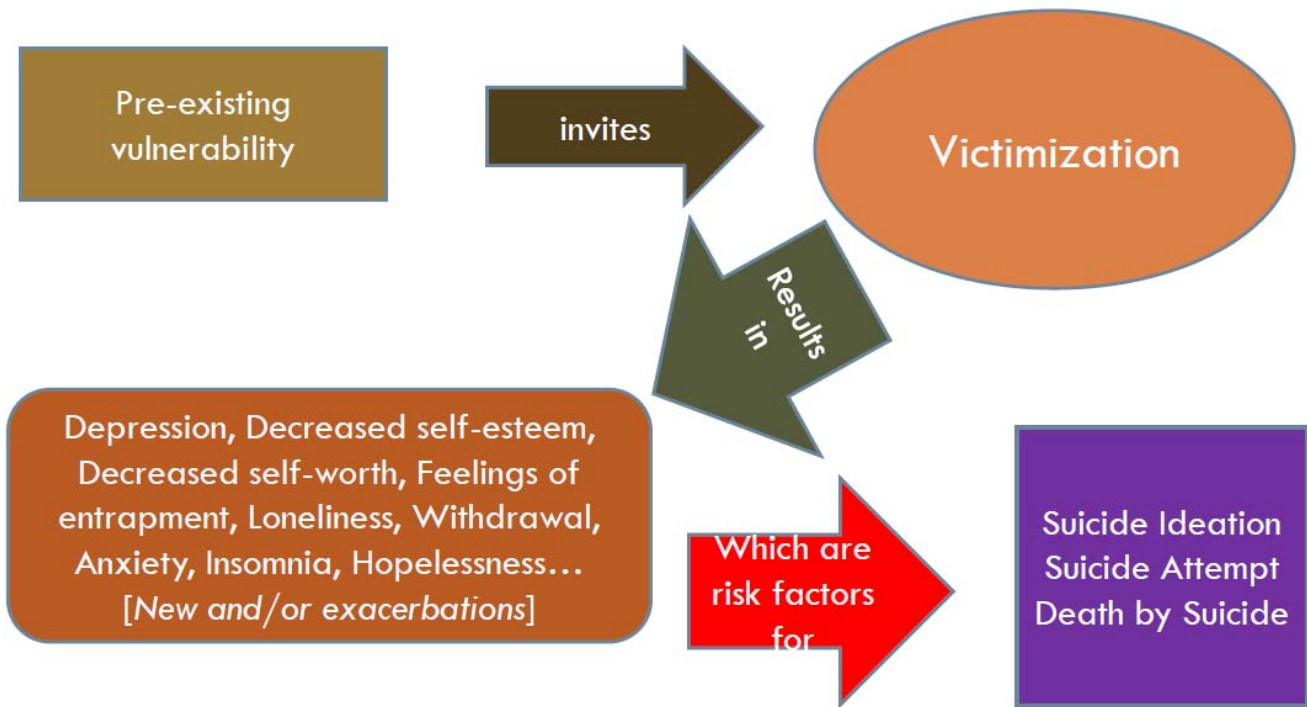 Pre-existing
vulnerability
invites
Victimization
Results
in
Depression, Decreased self-esteem,
Decreased self-worth, Feelings of
entrapment, Loneliness, Withdrawal,
Anxiety, Insomnia, Hopelessness…
[New and/or exacerbations]
Which are
risk factors
for
Suicide Ideation
Suicide Attempt
Death by Suicide